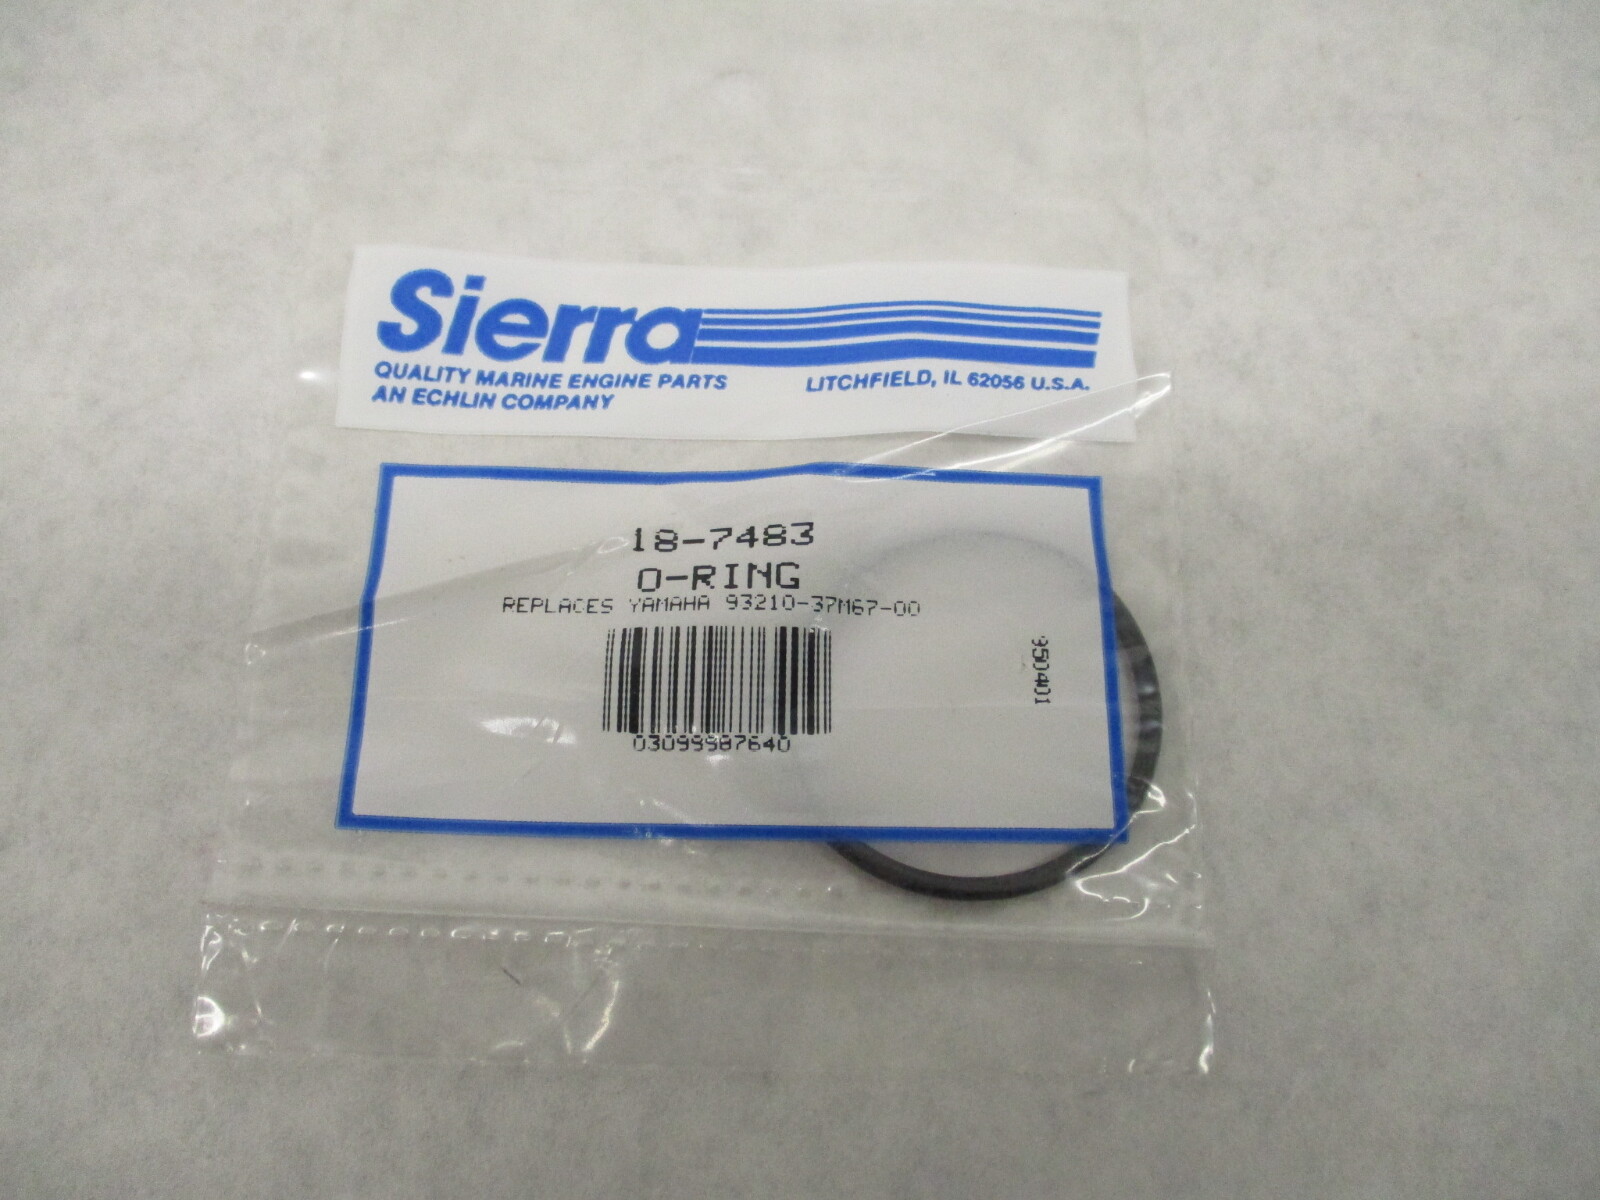 Sierra
QUALITY MARINE ENGINE PARTS
AN ECHLIN COMPANY
LITCHFIELD, IL 62056 U.S.A.
18-7483
O-RING
REPLACES YAMAHA 93210-37M67-00
03099987640
950401